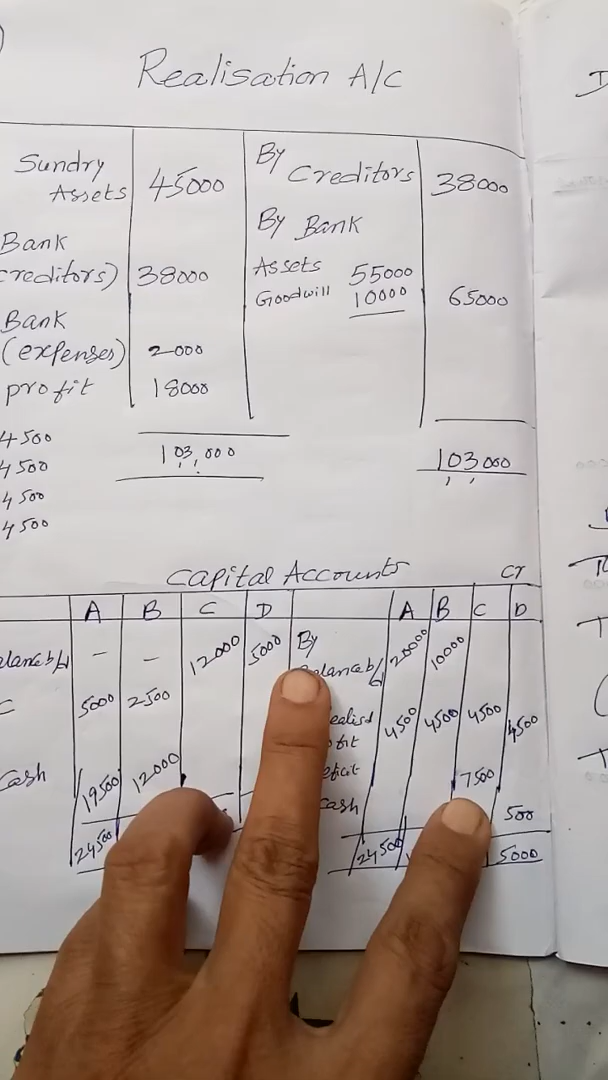 Realisation A/C
Sundry Assets 45000 By Creditors 38000
Bank creditors) 38000 By Bank
Assets 55000
Goodwill 10000 65000
Bank (expenses) 2000
profit 18000
4500
4500
4500
4500
103,000 103000
Capital Accounts Cr
A B C D A B C D
- - 12000 5000 By 20000 10000
C 5000 2500 4500 4500 4500 4500
7500
Cash 19500 12000 500
24500 24500 5000